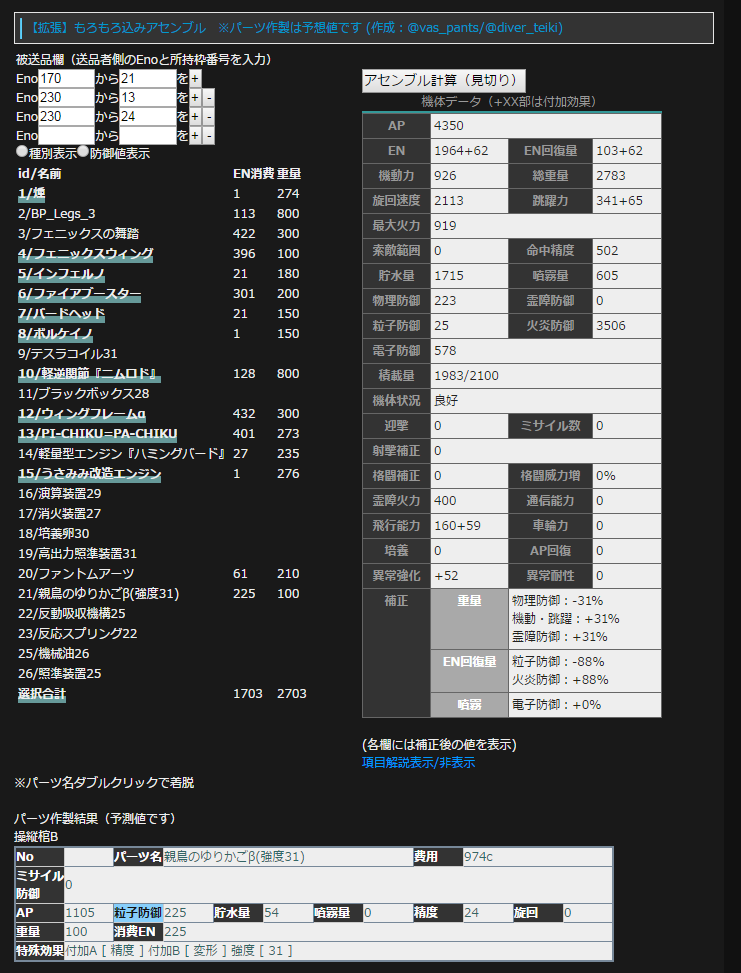 【拡張】もろもろ込みアセンブル　※パーツ作製は予想値です (作成：@vas_pants/@diver_teiki)
被送品欄（送品者側のEnoと所持枠番号を入力）
Eno170から21を+
Eno230から13を+-
Eno230から24を+-
Enoからを+-
種別表示防御値表示
id/名前 EN消費 重量
1/煙 1 274
2/BP_Legs_3 113 800
3/フェニックスの舞踏 422 300
4/フェニックスウィング 396 100
5/インフェルノ 21 180
6/ファイアブースター 301 200
7/バードヘッド 21 150
8/ボルケイノ 1 150
9/テスラコイル31
10/軽逆関節『ニムロド』 128 800
11/ブラックボックス28
12/ウィングフレームα 432 300
13/PI-CHIKU=PA-CHIKU 401 273
14/軽量型エンジン『ハミングバード』 27 235
15/うさみみ改造エンジン 1 276
16/演算装置29
17/消火装置27
18/培養卵30
19/高出力照準装置31
20/ファントムアーツ 61 210
21/親鳥のゆりかごβ(強度31) 225 100
22/反動吸収機構25
23/反応スプリング22
25/機械油26
26/照準装置25
選択合計 1703 2703
※パーツ名ダブルクリックで着脱
アセンブル計算（見切り）
機体データ（+XX部は付加効果）
AP 4350
EN 1964+62 EN回復量 103+62
機動力 926 総重量 2783
旋回速度 2113 跳躍力 341+65
最大火力 919
索敵範囲 0 命中精度 502
貯水量 1715 噴霧量 605
物理防御 223 霊障防御 0
粒子防御 25 火炎防御 3506
電子防御 578
積載量 1983/2100
機体状況 良好
迎撃 0 ミサイル数 0
射撃補正 0
格闘補正 0 格闘威力増 0%
霊障火力 400 通信能力 0
飛行能力 160+59 車輪力 0
培養 0 AP回復 0
異常強化 +52 異常耐性 0
補正 重量 物理防御：-31%
機動・跳躍：+31%
霊障防御：+31%
EN回復量 粒子防御：-88%
火炎防御：+88%
噴霧 電子防御：+0%
(各欄には補正後の値を表示)
項目解説表示/非表示
パーツ作製結果（予測値です）
操縦棺B
No パーツ名 親鳥のゆりかごβ(強度31) 費用 974c
ミサイル防御 0
AP 1105 粒子防御 225 貯水量 54 噴霧量 0 精度 24 旋回 0
重量 100 消費EN 225
特殊効果 付加A [ 精度 ] 付加B [ 変形 ] 強度 [ 31 ]